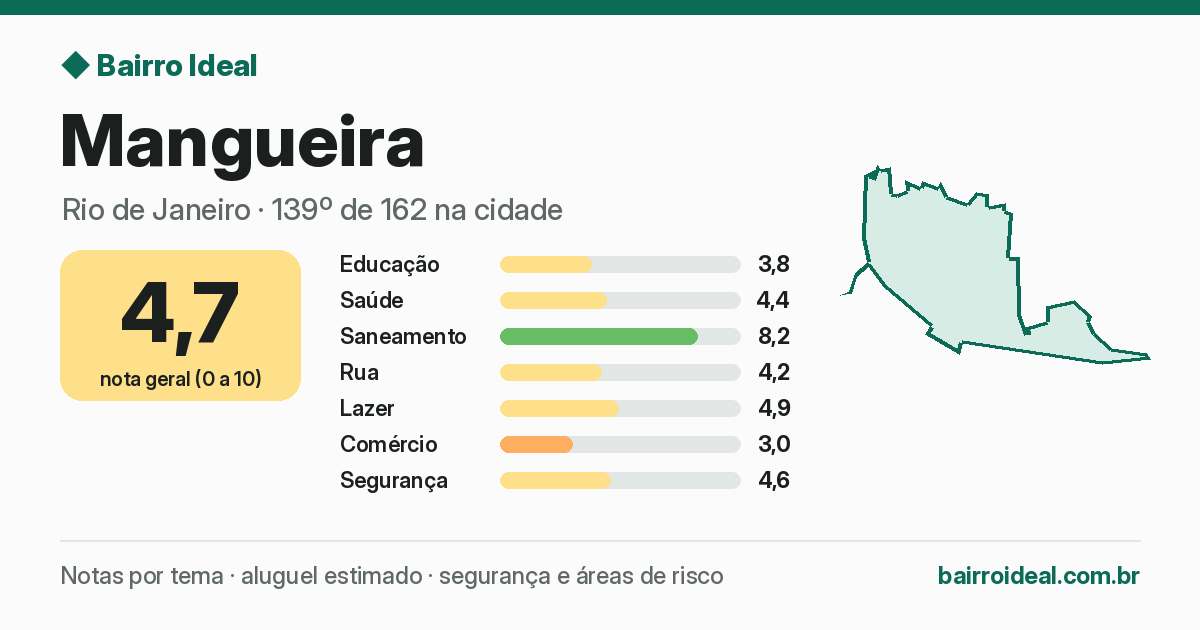 Bairro Ideal
Mangueira
Rio de Janeiro · 139º de 162 na cidade
4,7
nota geral (0 a 10)
Educação 3,8
Saúde 4,4
Saneamento 8,2
Rua 4,2
Lazer 4,9
Comércio 3,0
Segurança 4,6
Notas por tema · aluguel estimado · segurança e áreas de risco
bairroideal.com.br